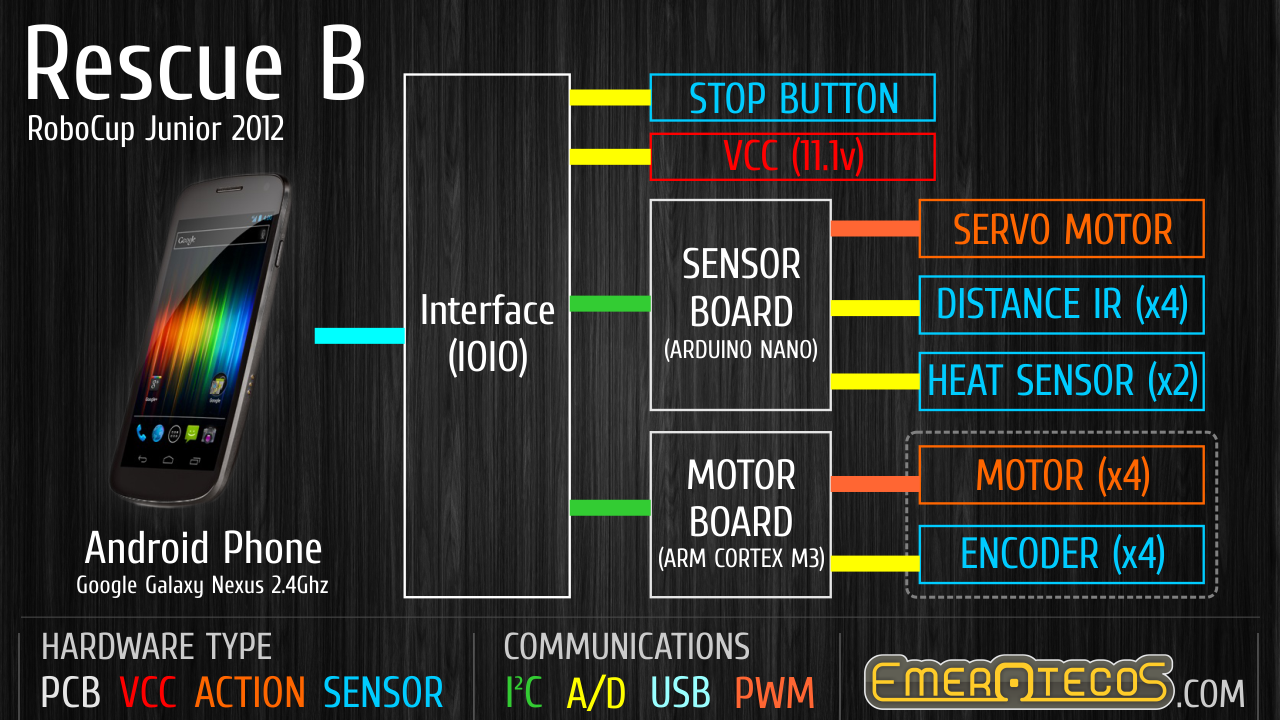 Rescue B
RoboCup Junior 2012
STOP BUTTON
VCC (11.1v)
Interface
(IOIO)
SENSOR
BOARD
(ARDUINO NANO)
SERVO MOTOR
DISTANCE IR (x4)
HEAT SENSOR (x2)
MOTOR
BOARD
(ARM CORTEX M3)
MOTOR (x4)
ENCODER (x4)
Google
Android Phone
Google Galaxy Nexus 2.4Ghz
HARDWARE TYPE
PCB VCC ACTION SENSOR
COMMUNICATIONS
I²C A/D USB PWM
EMEROTECOS.COM